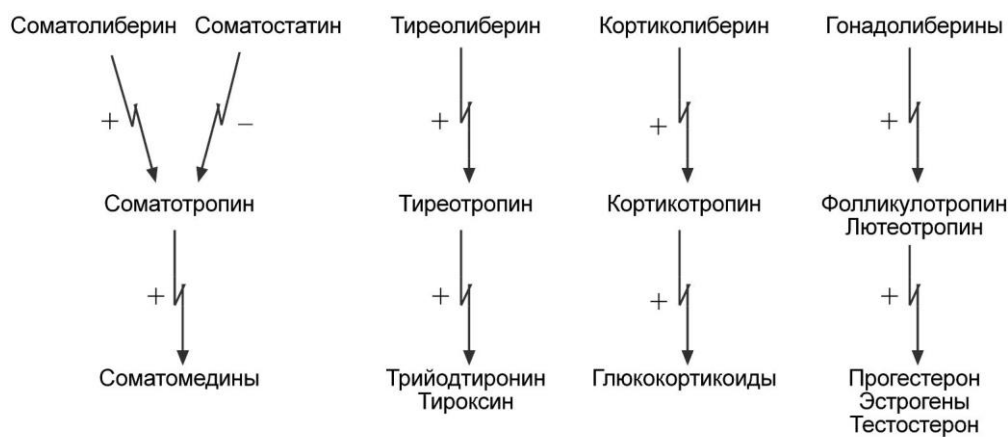 Соматолиберин Соматостатин Тиреолиберин Кортиколиберин Гонадолиберины
+ − + + +
Соматотропин Тиреотропин Кортикотропин Фолликулотропин
Лютеотропин
+ + + +
Соматомедины Трийодтиронин Глюкокортикоиды Прогестерон
Тироксин Эстрогены
Тестостерон